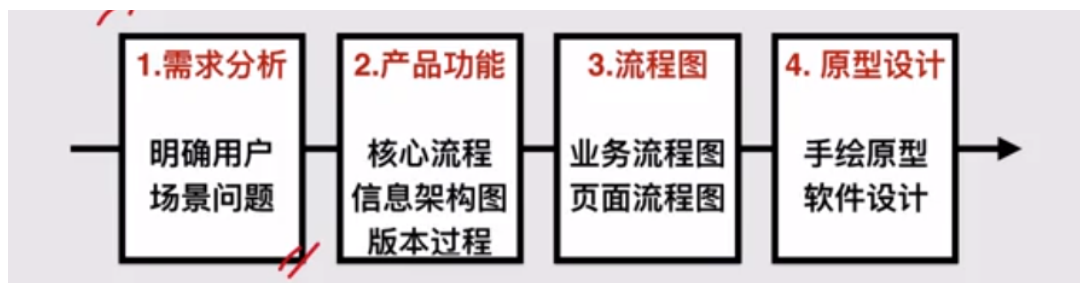 1.需求分析
明确用户
场景问题
2.产品功能
核心流程
信息架构图
版本过程
3.流程图
业务流程图
页面流程图
4. 原型设计
手绘原型
软件设计